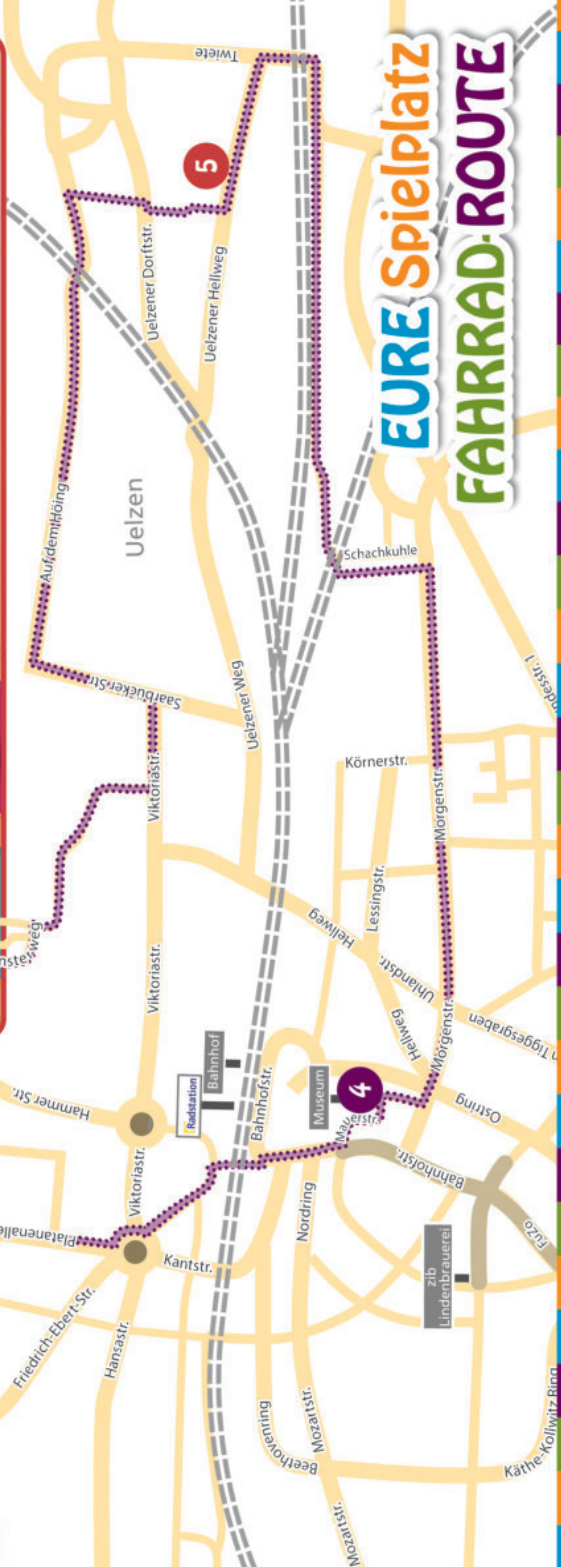 EURE Spielplatz
FAHRRAD-ROUTE
Twiete
5
Uelzener Dorfstr.
Uelzener Hellweg
Auf dem Höing
Uelzen
Schachkuhle
Saarbrücker Str.
Uelzener Weg
Viktoriastr.
Körnerstr.
Morgenstr.
Lessingstr.
Hellweg
Uhlandstr.
Viktoriastr.
Hellweg
Morgenstr.
Tiggesgraben
Hammer Str.
Radstation
Bahnhof
Bahnhofstr.
Museum
4
Mauerstr.
Ostring
Viktoriastr.
Nordring
Bahnhofstr.
Kantstr.
zib
Lindenbrauerei
FuZo
Friedrich-Ebert-Str.
Hansastr.
Beethovenring
Mozartstr.
Mozartstr.
Käthe-Kollwitz Ring